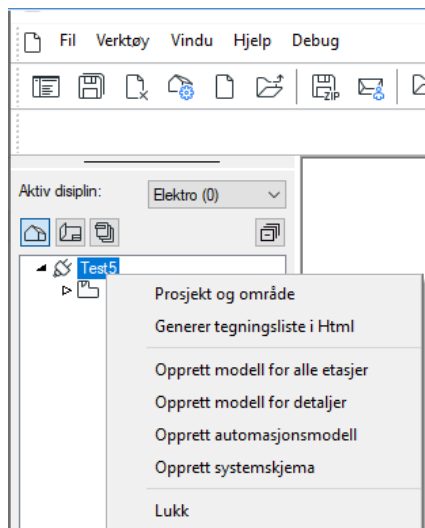 Fil Verktøy Vindu Hjelp Debug
ZIP
Aktiv disiplin: Elektro (0)
Test5
Prosjekt og område
Generer tegningsliste i Html
Opprett modell for alle etasjer
Opprett modell for detaljer
Opprett automasjonsmodell
Opprett systemskjema
Lukk